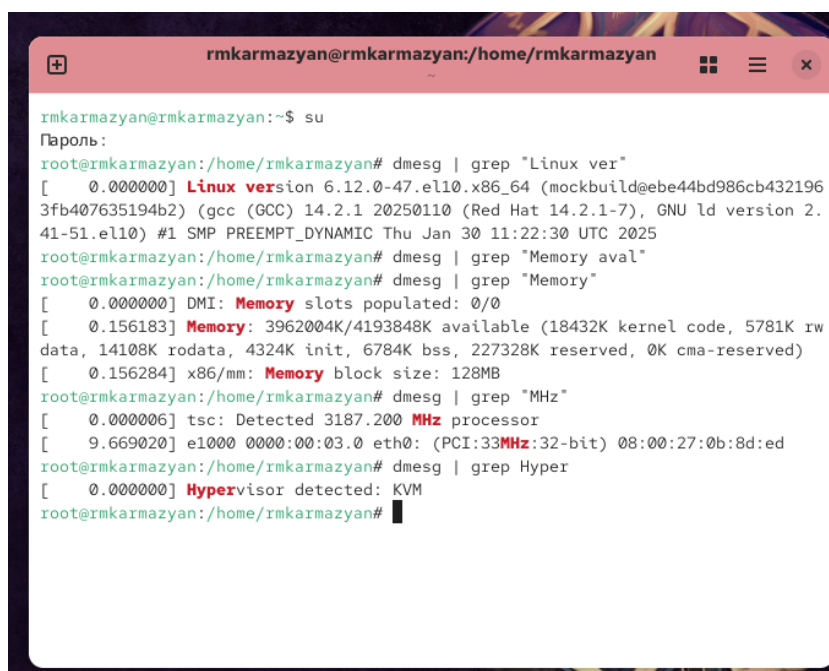 rmkarmazyan@rmkarmazyan:/home/rmkarmazyan
~
rmkarmazyan@rmkarmazyan:~$ su
Пароль:
root@rmkarmazyan:/home/rmkarmazyan# dmesg | grep "Linux ver"
[    0.000000] Linux version 6.12.0-47.el10.x86_64 (mockbuild@ebe44bd986cb432196
3fb407635194b2) (gcc (GCC) 14.2.1 20250110 (Red Hat 14.2.1-7), GNU ld version 2.
41-51.el10) #1 SMP PREEMPT_DYNAMIC Thu Jan 30 11:22:30 UTC 2025
root@rmkarmazyan:/home/rmkarmazyan# dmesg | grep "Memory aval"
root@rmkarmazyan:/home/rmkarmazyan# dmesg | grep "Memory"
[    0.000000] DMI: Memory slots populated: 0/0
[    0.156183] Memory: 3962004K/4193848K available (18432K kernel code, 5781K rw
data, 14108K rodata, 4324K init, 6784K bss, 227328K reserved, 0K cma-reserved)
[    0.156284] x86/mm: Memory block size: 128MB
root@rmkarmazyan:/home/rmkarmazyan# dmesg | grep "MHz"
[    0.000006] tsc: Detected 3187.200 MHz processor
[    9.669020] e1000 0000:00:03.0 eth0: (PCI:33MHz:32-bit) 08:00:27:0b:8d:ed
root@rmkarmazyan:/home/rmkarmazyan# dmesg | grep Hyper
[    0.000000] Hypervisor detected: KVM
root@rmkarmazyan:/home/rmkarmazyan#